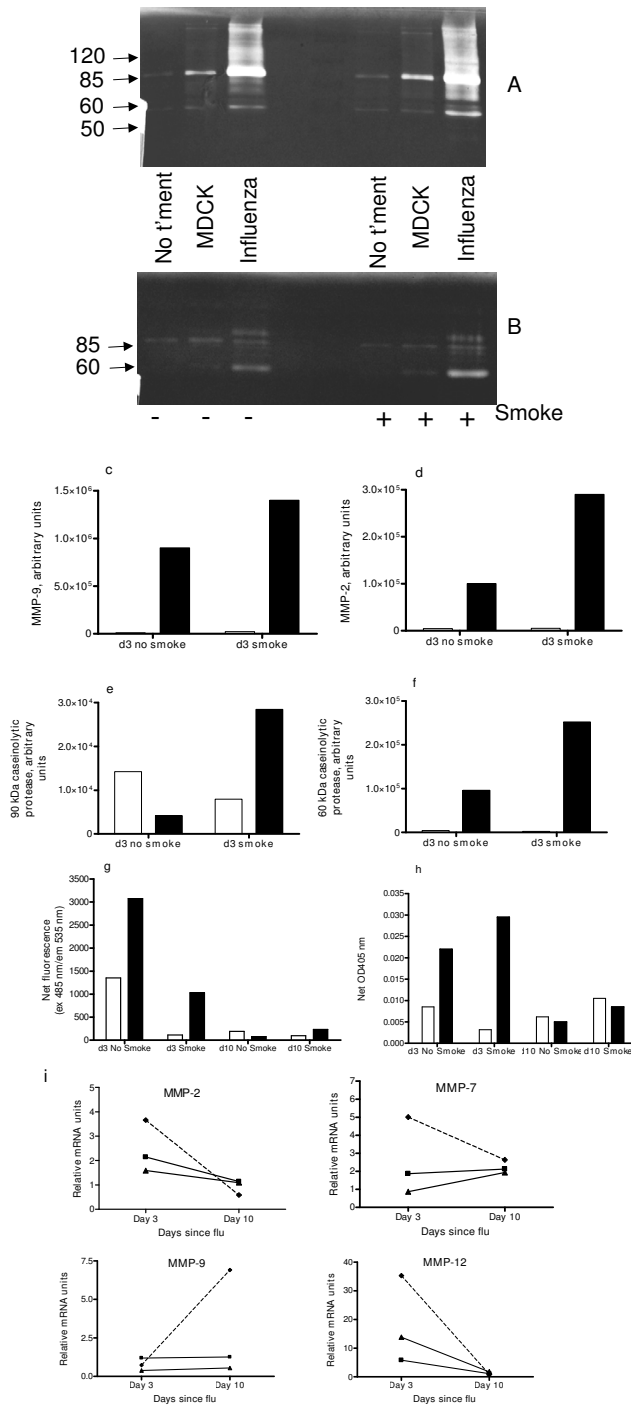 120
85
60
50
A
No t'ment
MDCK
Influenza
No t'ment
MDCK
Influenza
B
85
60
- - - + + + Smoke
c
MMP-9, arbitrary units
1.5×10⁶
1.0×10⁶
5.0×10⁵
0
d3 no smoke
d3 smoke
d
MMP-2, arbitrary units
3.0×10⁵
2.0×10⁵
1.0×10⁵
0
d3 no smoke
d3 smoke
e
90 kDa caseinolytic
protease, arbitrary
units
3.0×10⁴
2.0×10⁴
1.0×10⁴
0
d3 no smoke
d3 smoke
f
60 kDa caseinolytic
protease, arbitrary
units
3.0×10⁵
2.0×10⁵
1.0×10⁵
0
d3 no smoke
d3 smoke
g
Net fluorescence
(ex 485 nm/em 535 nm)
3500
3000
2500
2000
1500
1000
500
0
d3 No Smoke
d3 Smoke
d10 No Smoke
d10 Smoke
h
Net OD405 nm
0.035
0.030
0.025
0.020
0.015
0.010
0.005
0.000
d3 No Smoke
d3 Smoke
10 No Smoke
d10 Smoke
i
MMP-2
Relative mRNA units
5
4
3
2
1
0
Day 3
Day 10
Days since flu
MMP-7
Relative mRNA units
7
6
5
4
3
2
1
0
Day 3
Day 10
Days since flu
MMP-9
Relative mRNA units
7.5
5.0
2.5
0.0
Day 3
Day 10
Days since flu
MMP-12
Relative mRNA units
40
30
20
10
0
Day 3
Day 10
Days since flu